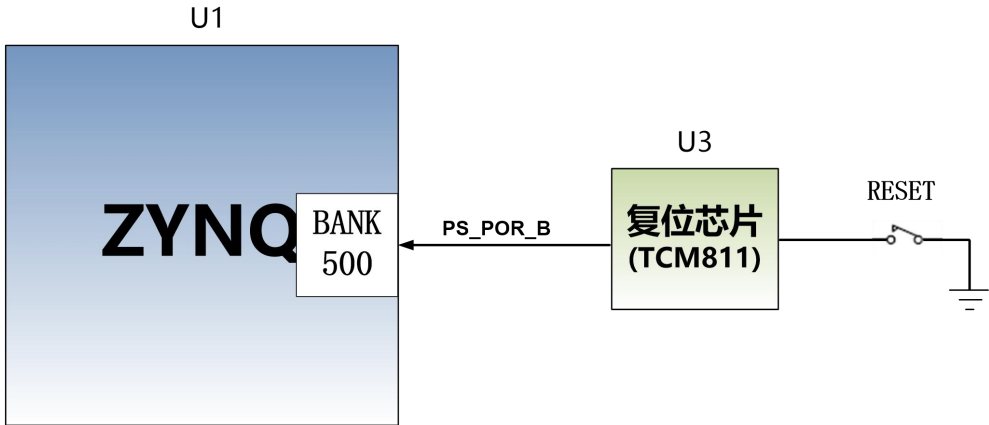 U1
ZYNQ
BANK
500
PS_POR_B
U3
复位芯片
(TCM811)
RESET